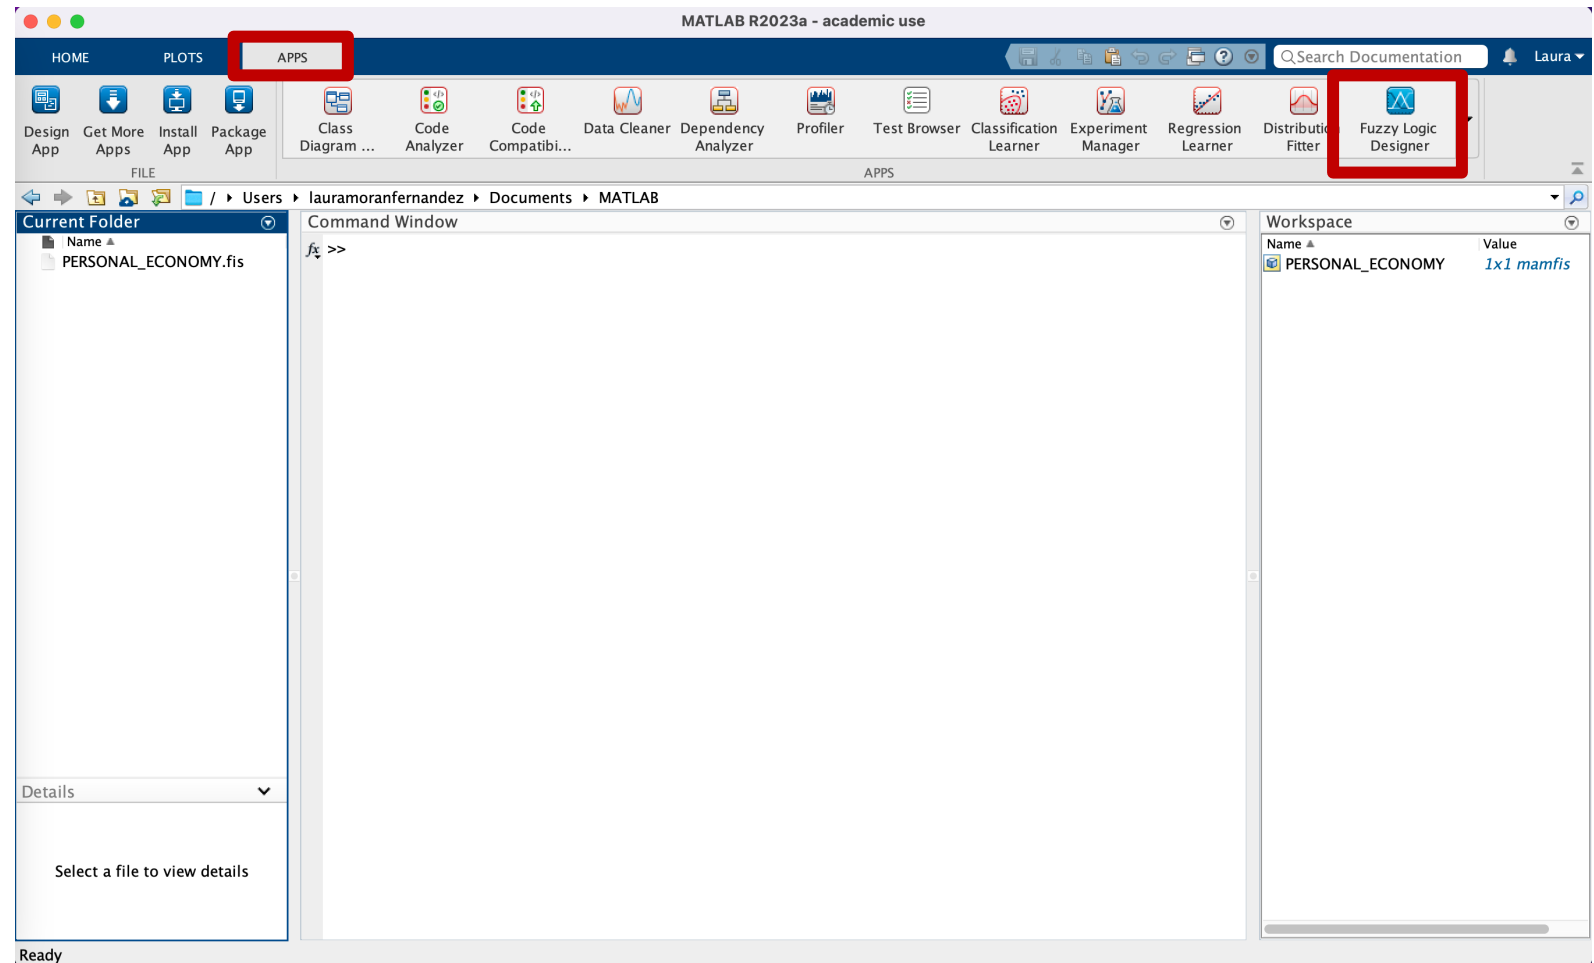 MATLAB R2023a - academic use
HOME PLOTS APPS Search Documentation Laura
Design App
Get More Apps
Install App
Package App
Class Diagram ...
Code Analyzer
Code Compatibi...
Data Cleaner
Dependency Analyzer
Profiler
Test Browser
Classification Learner
Experiment Manager
Regression Learner
Fitter
Fuzzy Logic Designer
FILE APPS
/ Users lauramoranfernandez Documents MATLAB
Current Folder
Name
PERSONAL_ECONOMY.fis
Command Window
fx >>
Workspace
Name Value
PERSONAL_ECONOMY 1x1 mamfis
Details
Select a file to view details
Ready